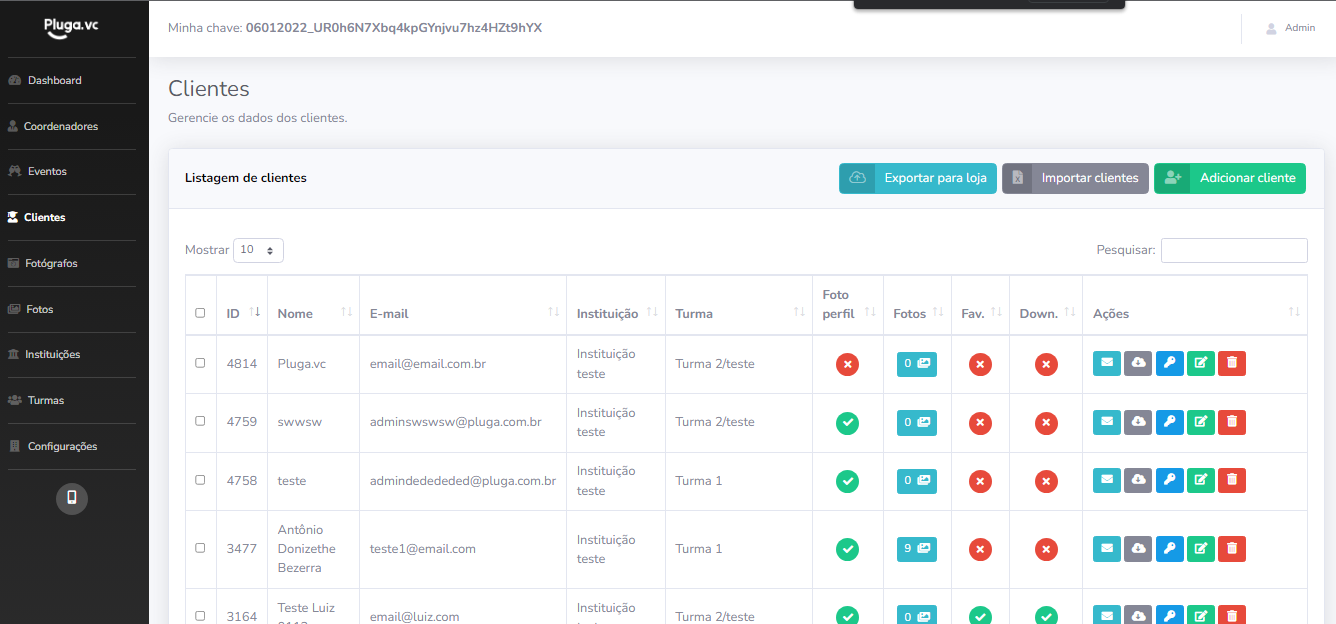 Pluga.vc
Minha chave: 06012022_UR0h6N7Xbq4kpGYnjvu7hz4HZt9hYX
Admin
Dashboard
Coordenadores
Eventos
Clientes
Fotógrafos
Fotos
Instituições
Turmas
Configurações
Clientes
Gerencie os dados dos clientes.
Listagem de clientes
Exportar para loja
Importar clientes
Adicionar cliente
Mostrar 10
Pesquisar:
ID Nome E-mail Instituição Turma Foto perfil Fotos Fav. Down. Ações
4814 Pluga.vc email@email.com.br Instituição teste Turma 2/teste 0
4759 swwsw adminswswsw@pluga.com.br Instituição teste Turma 2/teste 0
4758 teste admindedededed@pluga.com.br Instituição teste Turma 1 0
3477 Antônio Donizethe Bezerra teste1@email.com Instituição teste Turma 1 9
3164 Teste Luiz email@luiz.com Instituição Turma 2/teste 0